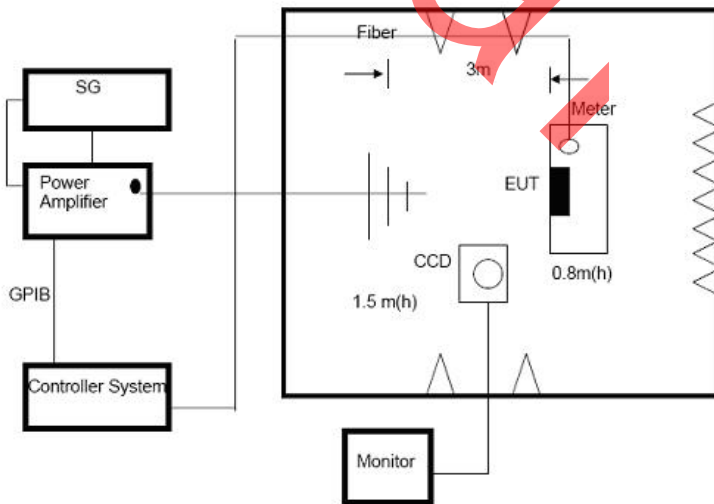 Fiber
3m
SG
Meter
Power
Amplifier
EUT
CCD
0.8m(h)
GPIB
1.5 m(h)
Controller System
Monitor